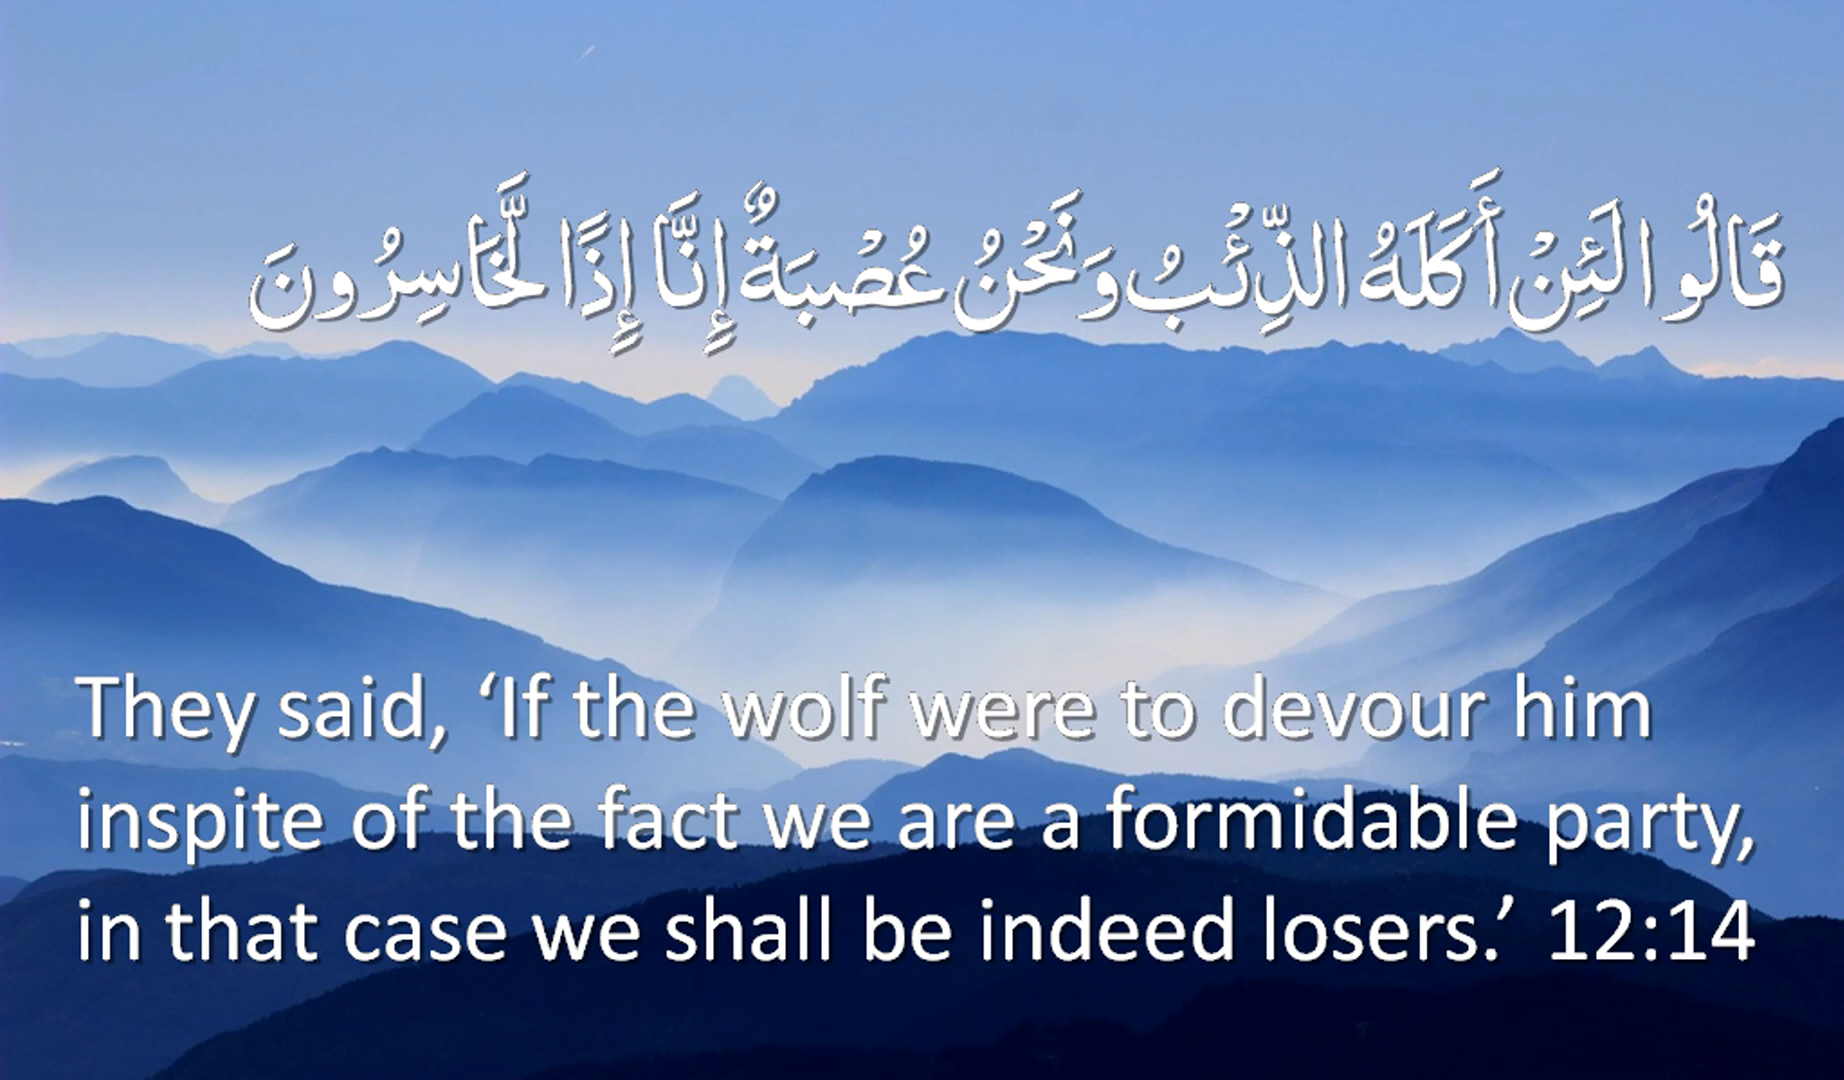 قَالُوا لَئِنْ أَكَلَهُ الذِّئْبُ وَنَحْنُ عُصْبَةٌ إِنَّا إِذًا لَّخَاسِرُونَ
They said, ‘If the wolf were to devour him
inspite of the fact we are a formidable party,
in that case we shall be indeed losers.’ 12:14